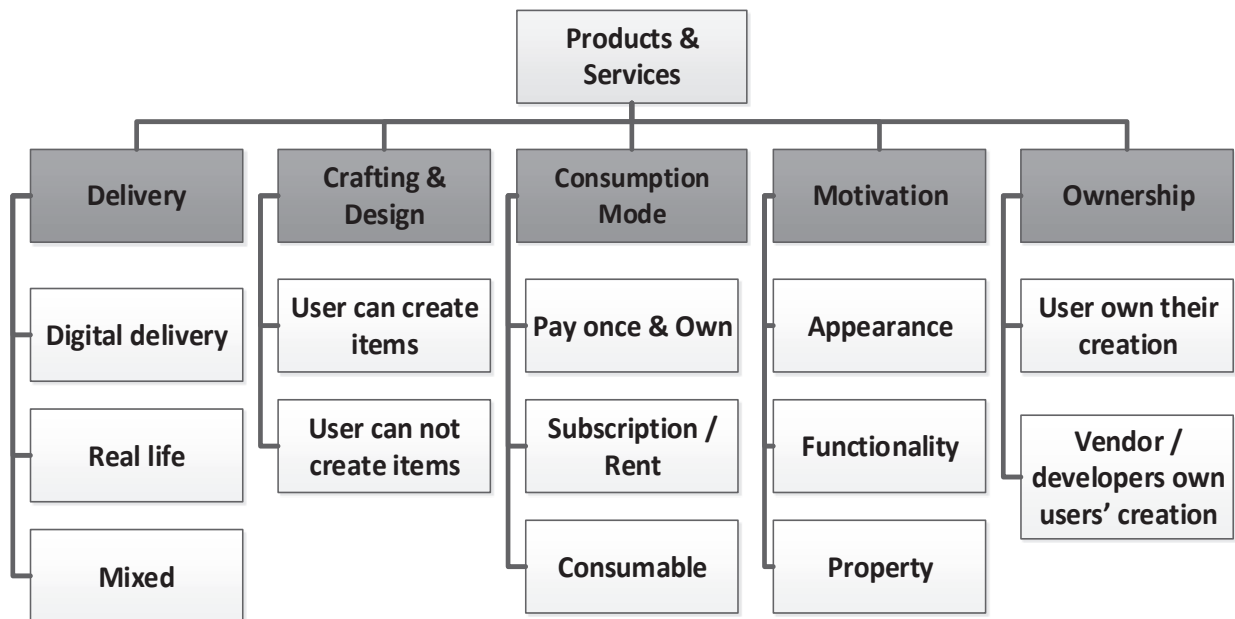 Products &
Services
Delivery
Digital delivery
Real life
Mixed
Crafting &
Design
User can create
items
User can not
create items
Consumption
Mode
Pay once & Own
Subscription /
Rent
Consumable
Motivation
Appearance
Functionality
Property
Ownership
User own their
creation
Vendor /
developers own
users’ creation